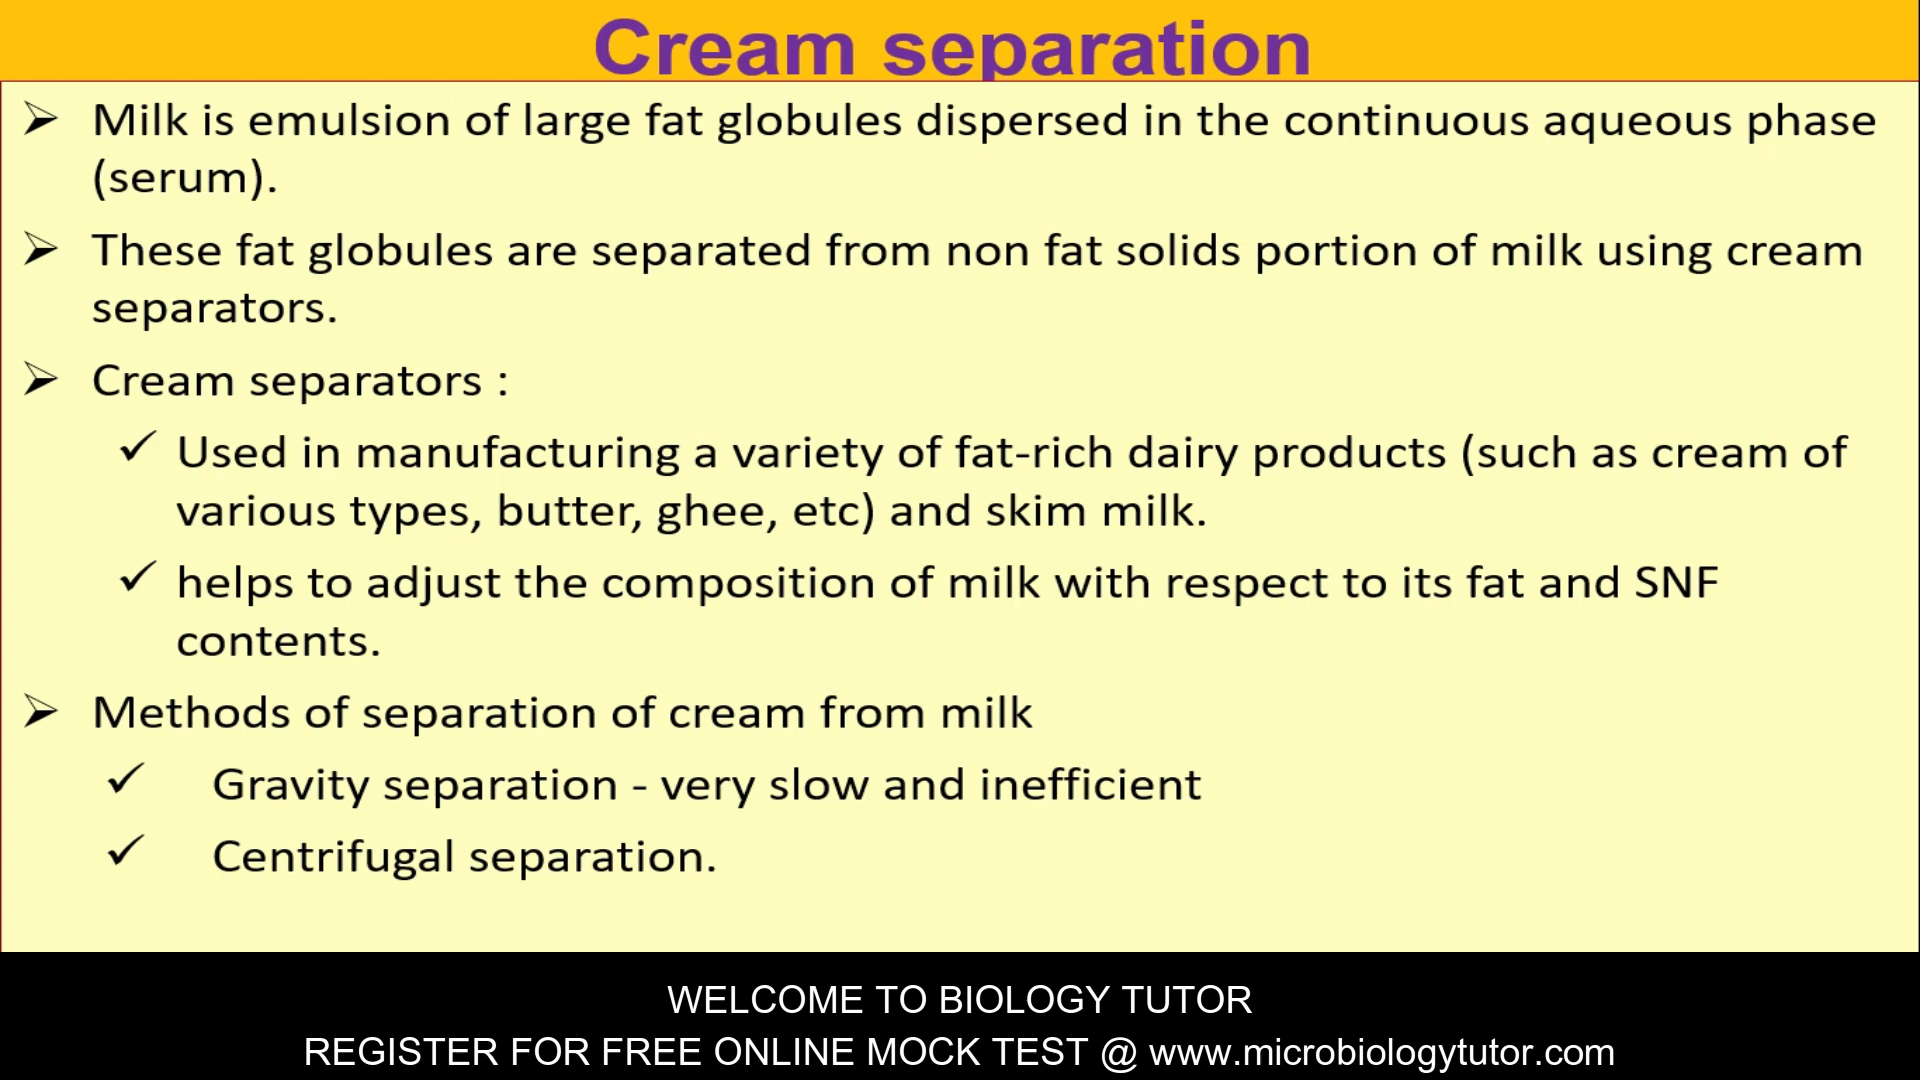 Cream separation
➢ Milk is emulsion of large fat globules dispersed in the continuous aqueous phase
(serum).
➢ These fat globules are separated from non fat solids portion of milk using cream
separators.
➢ Cream separators :
✓ Used in manufacturing a variety of fat-rich dairy products (such as cream of
various types, butter, ghee, etc) and skim milk.
✓ helps to adjust the composition of milk with respect to its fat and SNF
contents.
➢ Methods of separation of cream from milk
✓ Gravity separation - very slow and inefficient
✓ Centrifugal separation.
WELCOME TO BIOLOGY TUTOR
REGISTER FOR FREE ONLINE MOCK TEST @ www.microbiologytutor.com